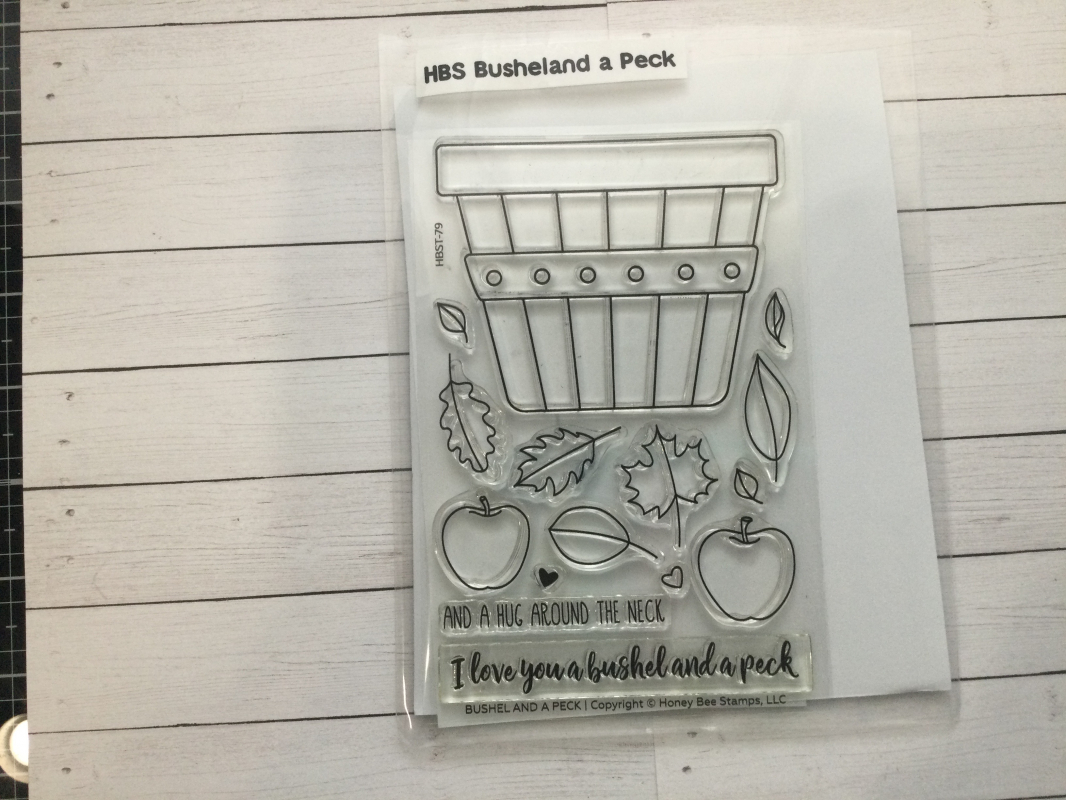 HBS Busheland a Peck
HBST-79
AND A HUG AROUND THE NECK
I love you a bushel and a peck
BUSHEL AND A PECK | Copyright © Honey Bee Stamps, LLC